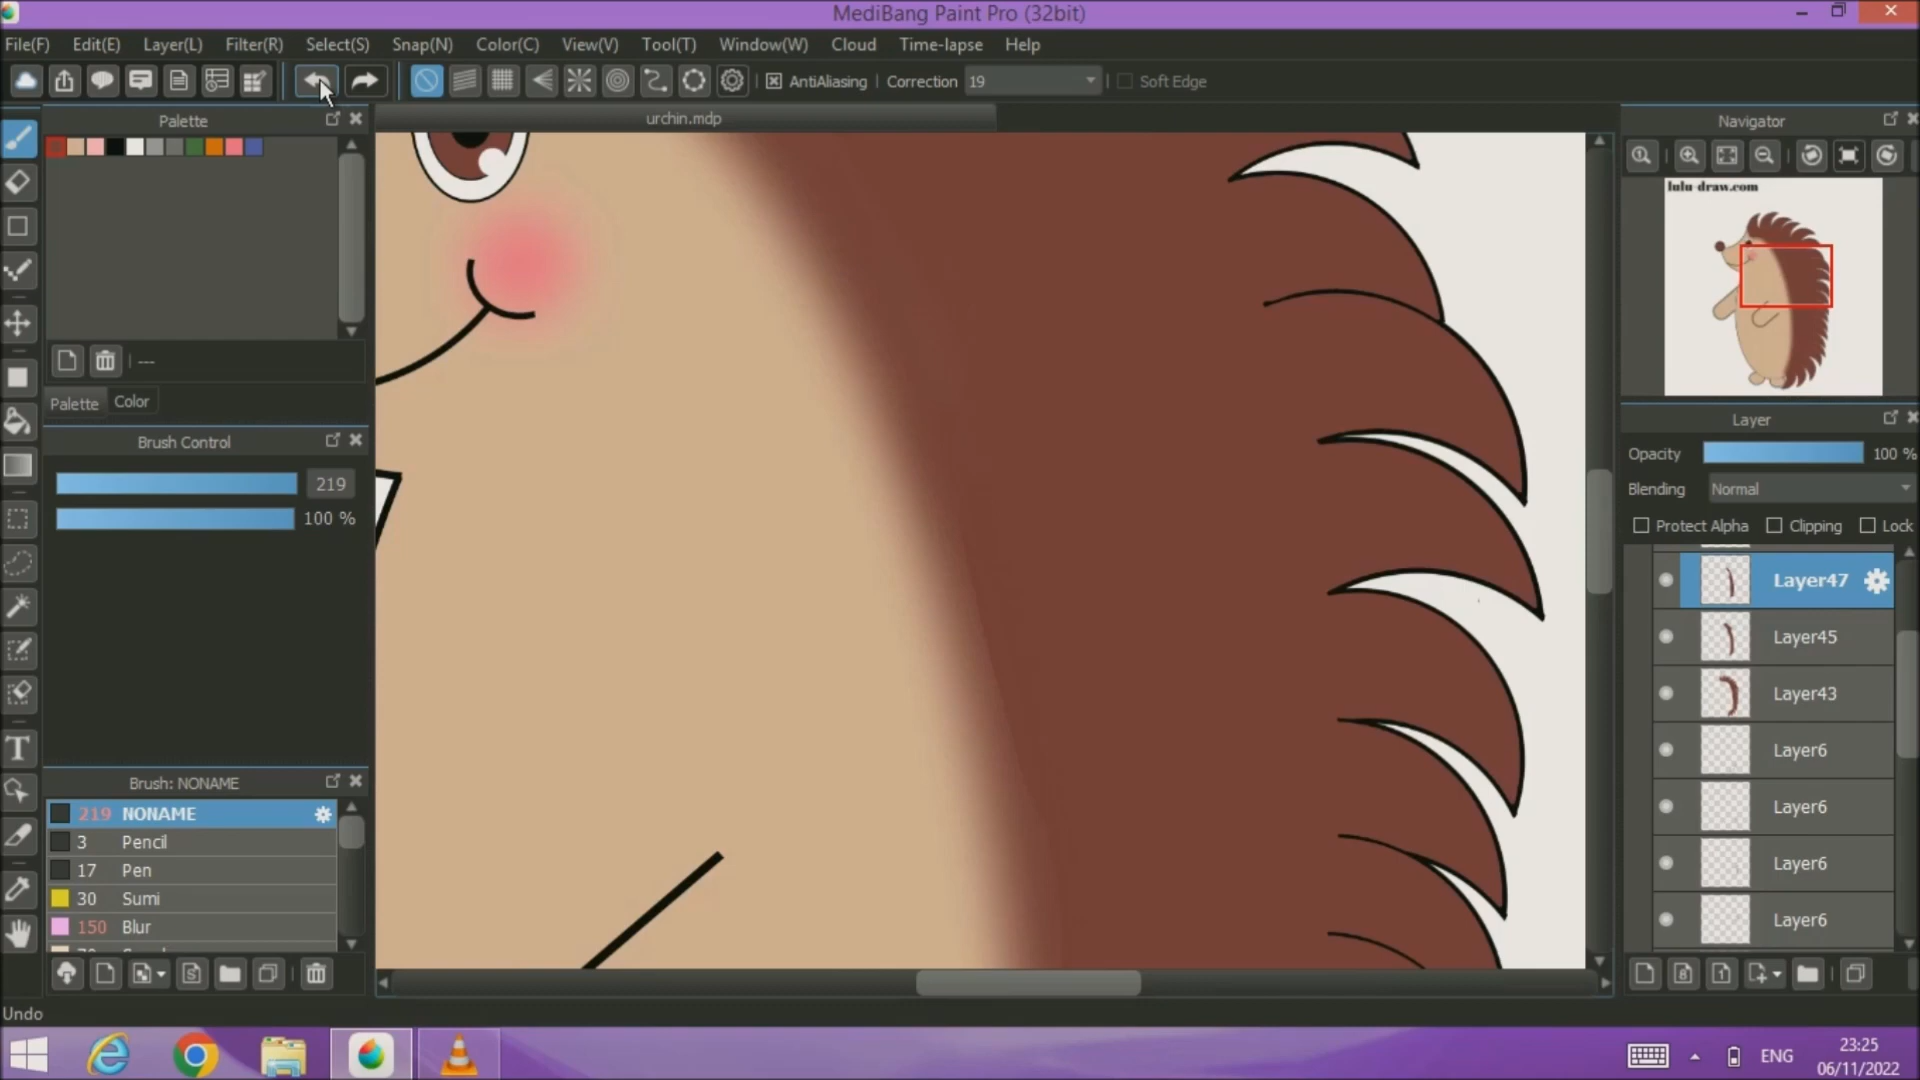 MediBang Paint Pro (32bit)
File(F) Edit(E) Layer(L) Filter(R) Select(S) Snap(N) Color(C) View(V) Tool(T) Window(W) Cloud Time-lapse Help
AntiAliasing Correction 19 Soft Edge
Palette
urchin.mdp
Navigator
lulu-draw.com
---
Palette Color
Brush Control
219
100 %
Layer
Opacity 100 %
Blending Normal
Protect Alpha Clipping Lock
Layer47
Layer45
Layer43
Layer6
Layer6
Layer6
Layer6
Brush: NONAME
219 NONAME
3 Pencil
17 Pen
30 Sumi
150 Blur
Undo
ENG
23:25
06/11/2022